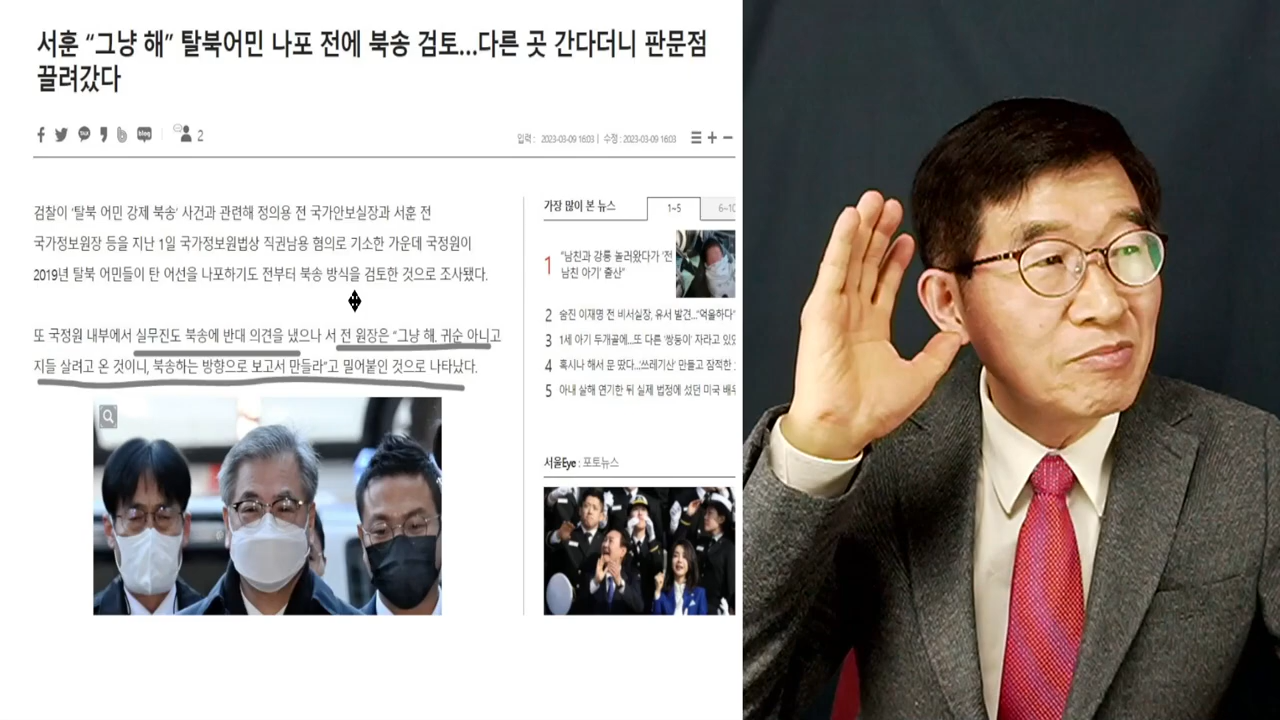 서훈 “그냥 해” 탈북어민 나포 전에 북송 검토...다른 곳 간다더니 판문점
끌려갔다
2
입력 : 2023-03-09 16:03 | 수정 : 2023-03-09 16:03
검찰이 ‘탈북 어민 강제 북송’ 사건과 관련해 정의용 전 국가안보실장과 서훈 전
국가정보원장 등을 지난 1일 국가정보원법상 직권남용 혐의로 기소한 가운데 국정원이
2019년 탈북 어민들이 탄 어선을 나포하기도 전부터 북송 방식을 검토한 것으로 조사됐다.
또 국정원 내부에서 실무진도 북송에 반대 의견을 냈으나 서 전 원장은 “그냥 해. 귀순 아니고
지들 살려고 온 것이니, 북송하는 방향으로 보고서 만들라”고 밀어붙인 것으로 나타났다.
가장 많이 본 뉴스
1~5
6~10
1 “남친과 강릉 놀러왔다가 ‘전
남친 아기’ 출산”
2 숨진 이재명 전 비서실장, 유서 발견…“억울하다”
3 1세 아기 두개골에…또 다른 ‘쌍둥이’ 자라고 있었
4 혹시나 해서 문 땄다…‘쓰레기산’ 만들고 잠적한
5 아내 살해 연기한 뒤 실제 법정에 섰던 미국 배우
서울Eye : 포토뉴스